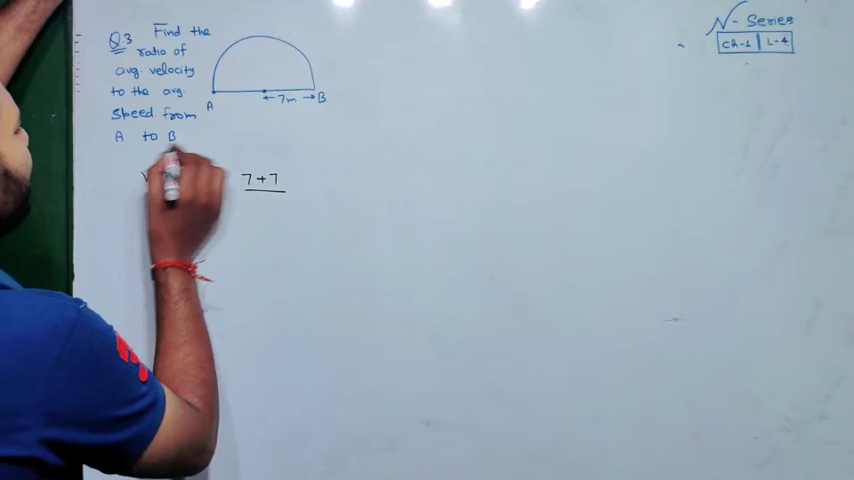 Q3 Find the
ratio of
avg. velocity
to the avg.
Speed from
A to B
A
7m
B
7+7
N- Series
Ch-1 L-4